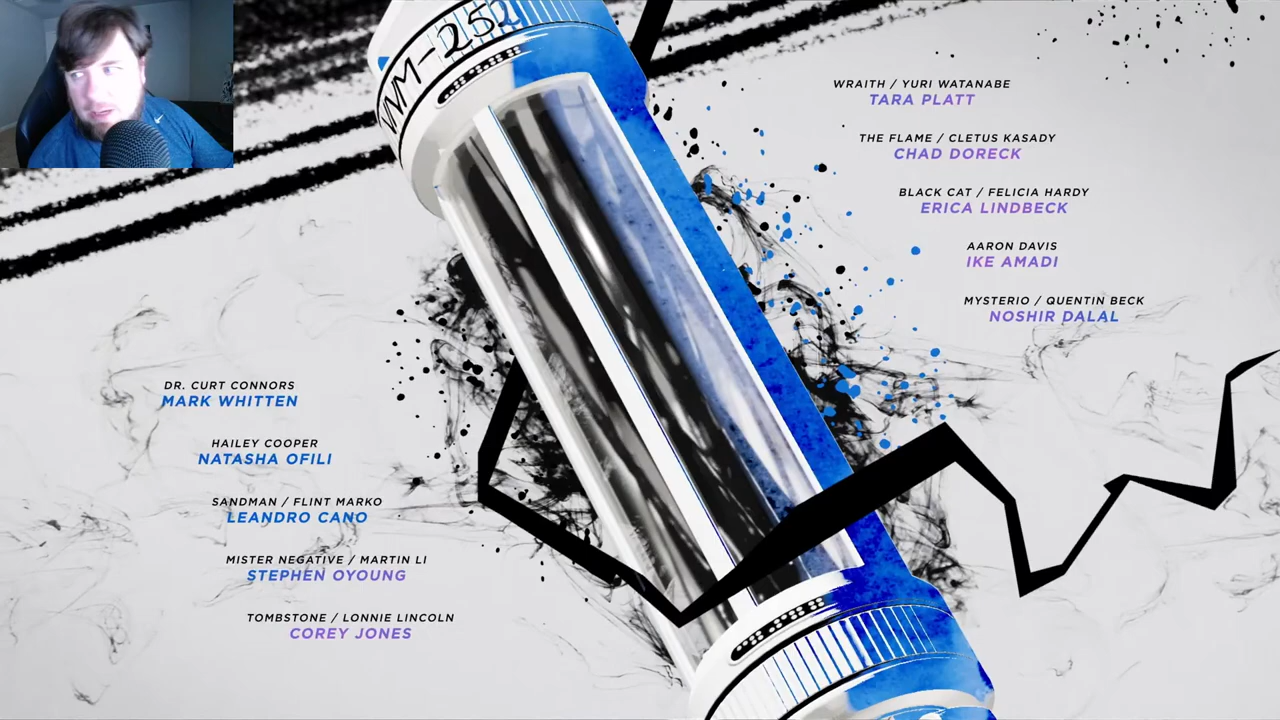 VNM-252
WRAITH / YURI WATANABE
TARA PLATT
THE FLAME / CLETUS KASADY
CHAD DORECK
BLACK CAT / FELICIA HARDY
ERICA LINDBECK
AARON DAVIS
IKE AMADI
MYSTERIO / QUENTIN BECK
NOSHIR DALAL
DR. CURT CONNORS
MARK WHITTEN
HAILEY COOPER
NATASHA OFILI
SANDMAN / FLINT MARKO
LEANDRO CANO
MISTER NEGATIVE / MARTIN LI
STEPHEN OYOUNG
TOMBSTONE / LONNIE LINCOLN
COREY JONES